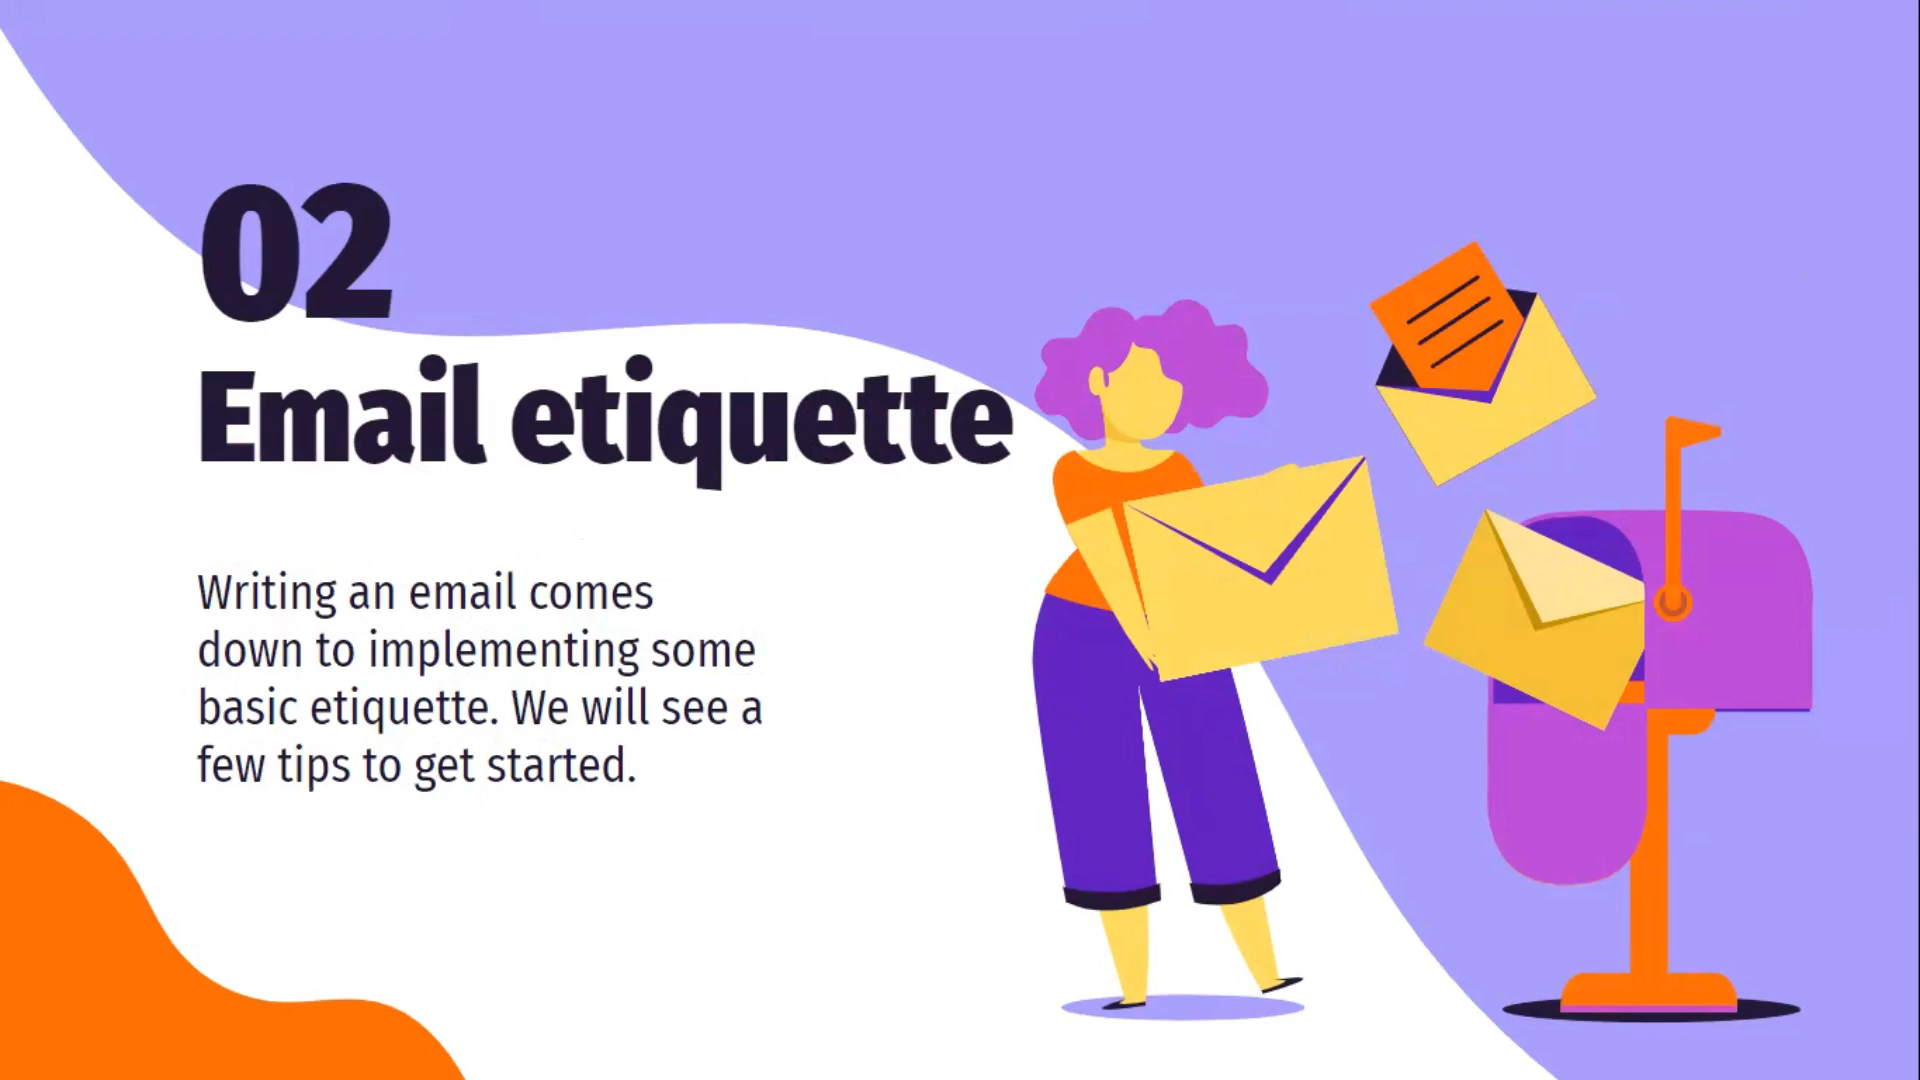 02
Email etiquette
Writing an email comes
down to implementing some
basic etiquette. We will see a
few tips to get started.